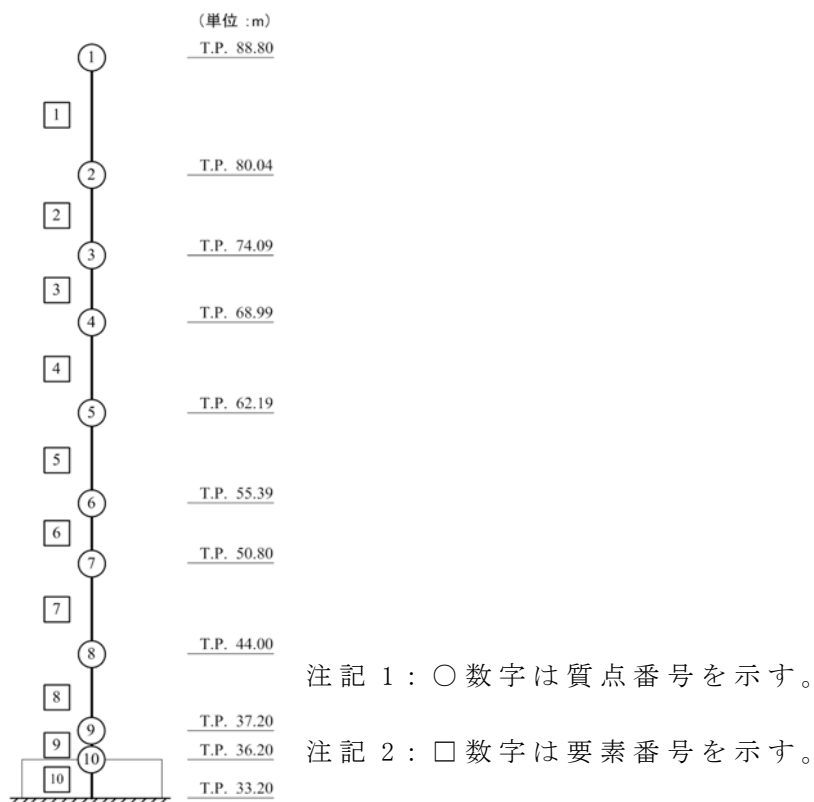 (単位 :m)
① T.P. 88.80
1
② T.P. 80.04
2
③ T.P. 74.09
3
④ T.P. 68.99
4
⑤ T.P. 62.19
5
⑥ T.P. 55.39
6
⑦ T.P. 50.80
7
⑧ T.P. 44.00
注記 1:○数字は質点番号を示す。
8
⑨ T.P. 37.20
9
⑩ T.P. 36.20
注記 2:□数字は要素番号を示す。
10
T.P. 33.20